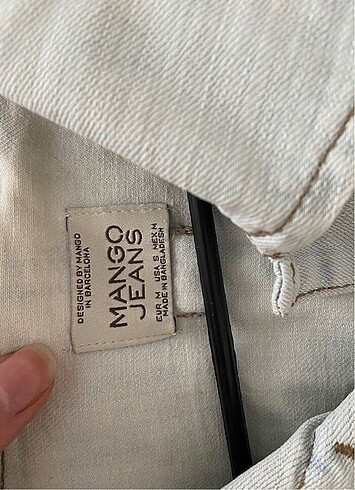 DESIGNED BY MANGO
IN BARCELONA
MANGO
JEANS
EUR M USA S MEX M
MADE IN BANGLADESH